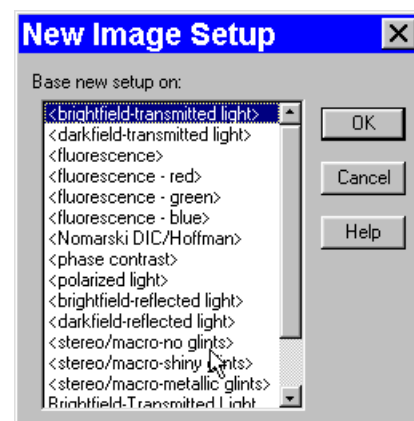 New Image Setup
Base new setup on:
<brightfield-transmitted light>
<darkfield-transmitted light>
<fluorescence>
<fluorescence - red>
<fluorescence - green>
<fluorescence - blue>
<Nomarski DIC/Hoffman>
<phase contrast>
<polarized light>
<brightfield-reflected light>
<darkfield-reflected light>
<stereo/macro-no glints>
<stereo/macro-shiny glints>
<stereo/macro-metallic glints>
Brightfield-Transmitted Light
OK
Cancel
Help